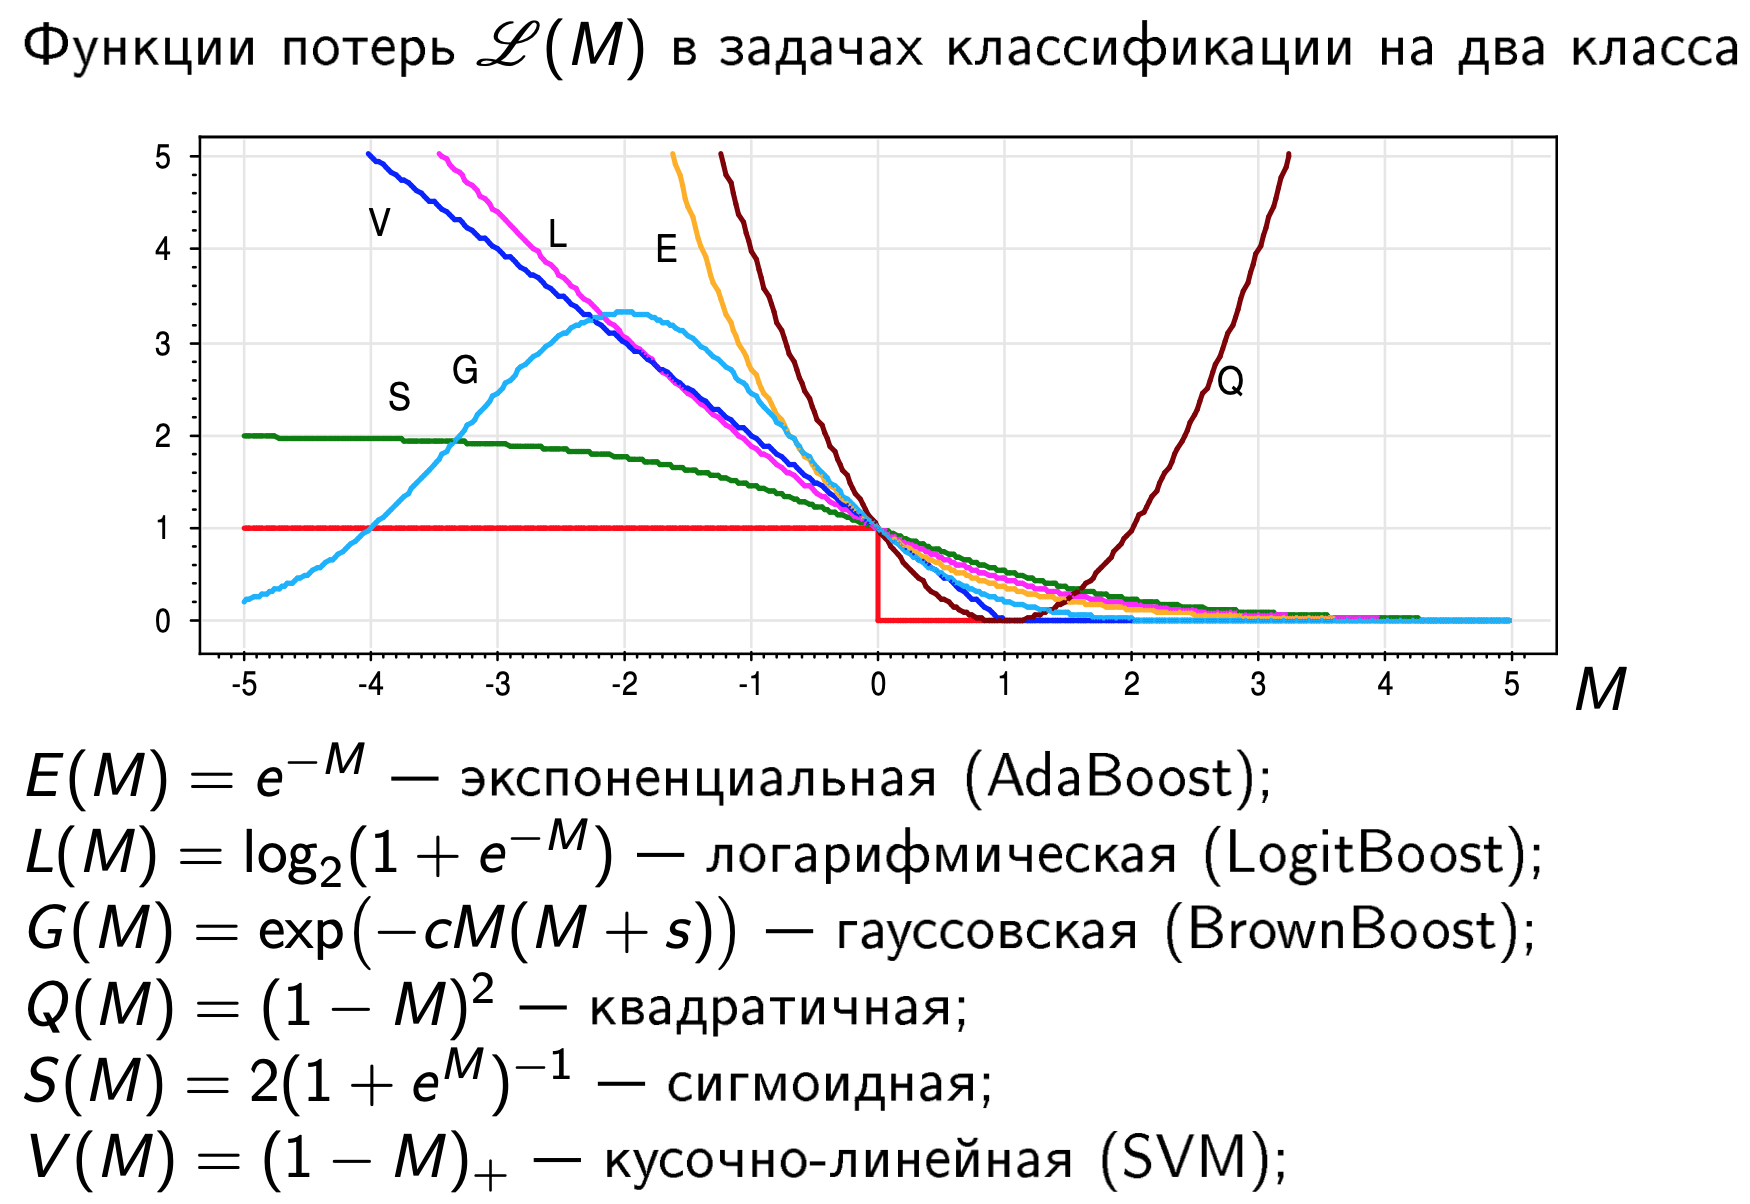 Функции потерь ℒ(M) в задачах классификации на два класса
5
4
3
2
1
0
V
L
E
G
S
Q
-5 -4 -3 -2 -1 0 1 2 3 4 5
M
E(M) = e^{−M} — экспоненциальная (AdaBoost);
L(M) = log₂(1 + e^{−M}) — логарифмическая (LogitBoost);
G(M) = exp(−cM(M + s)) — гауссовская (BrownBoost);
Q(M) = (1 − M)² — квадратичная;
S(M) = 2(1 + e^{M})^{−1} — сигмоидная;
V(M) = (1 − M)₊ — кусочно-линейная (SVM);